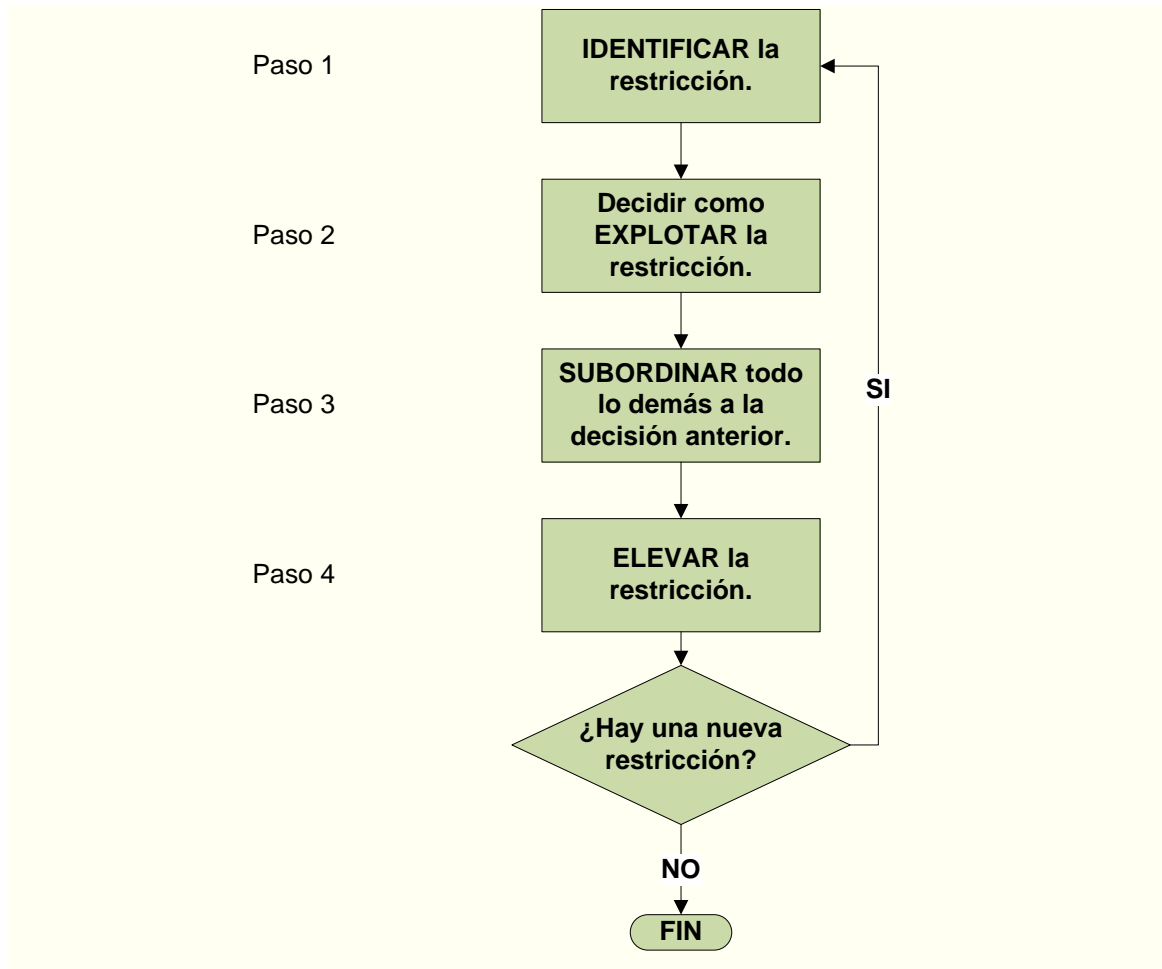 Paso 1
IDENTIFICAR la
restricción.
Paso 2
Decidir como
EXPLOTAR la
restricción.
Paso 3
SUBORDINAR todo
lo demás a la
decisión anterior.
SI
Paso 4
ELEVAR la
restricción.
¿Hay una nueva
restricción?
NO
FIN